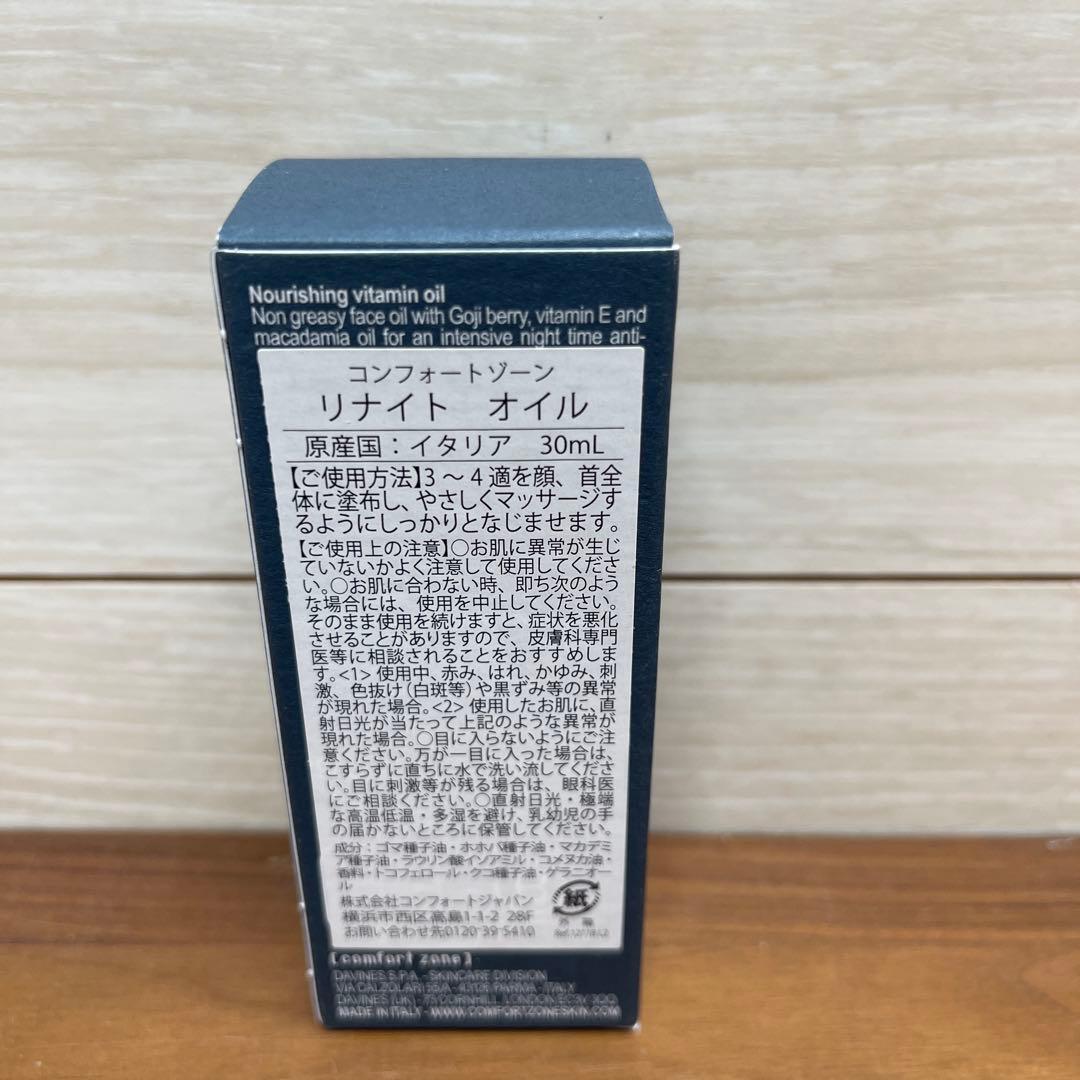 Nourishing vitamin oil
Non greasy face oil with Goji berry, vitamin E and
macadamia oil for an intensive night time anti-
コンフォートゾーン
リナイト　オイル
原産国：イタリア　30mL
【ご使用方法】3～4適を顔、首全
体に塗布し、やさしくマッサージす
るようにしっかりとなじませます。
【ご使用上の注意】○お肌に異常が生じ
ていないかよく注意して使用してくださ
い。○お肌に合わない時、即ち次のよう
な場合には、使用を中止してください。
そのまま使用を続けますと、症状を悪化
させることがありますので、皮膚科専門
医等に相談されることをおすすめしま
す。<1> 使用中、赤み、はれ、かゆみ、刺
激、色抜け（白斑等）や黒ずみ等の異常
が現れた場合。<2> 使用したお肌に、直
射日光が当たって上記のような異常が
現れた場合。○目に入らないようにご注
意ください。万が一目に入った場合は、
こすらずに直ちに水で洗い流してくださ
い。目に刺激等が残る場合は、眼科医
にご相談ください。○直射日光・極端
な高温低温・多湿を避け、乳幼児の手
の届かないところに保管してください。
成分：ゴマ種子油・ホホバ種子油・マカデミ
ア種子油・ラウリン酸イソアミル・コメヌカ油・
香料・トコフェロール・クコ種子油・ゲラニオー
ル
株式会社コンフォートジャパン
横浜市西区高島1-1-2 28F
お問い合わせ先0120-39-5410
紙
外箱
[comfort zone]
DAVINES S.P.A. - SKINCARE DIVISION
VIA CALZOLARI 55/A - 43126 PARMA - ITALY
DAVINES (UK) - 75 CORNHILL, LONDON EC3V 3QQ
MADE IN ITALY - WWW.COMFORTZONESKIN.COM